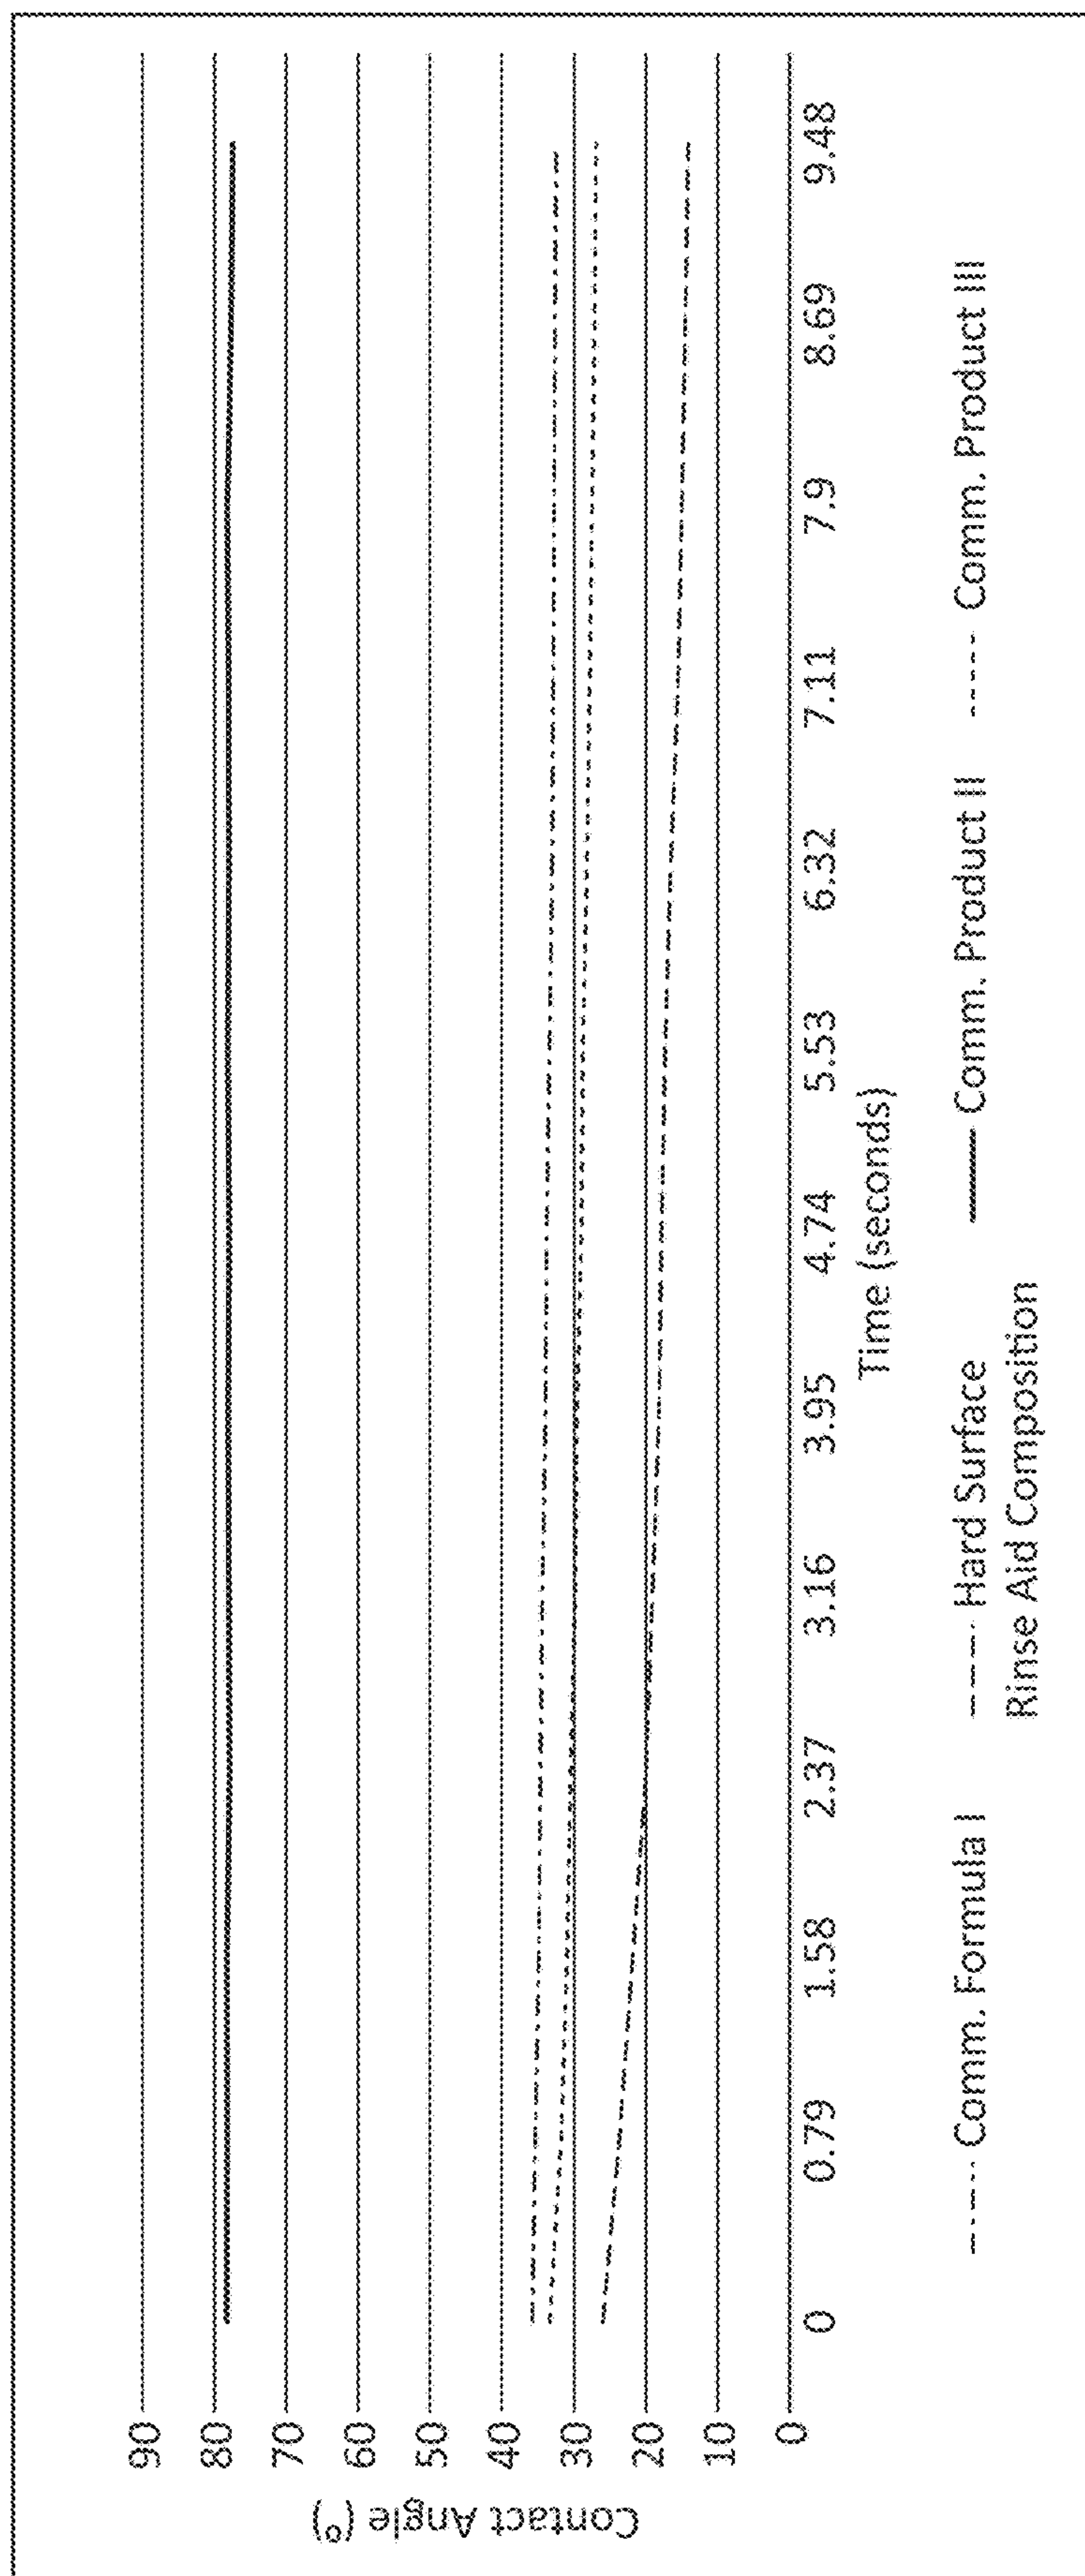 Contact Angle (°)
90
80
70
60
50
40
30
20
10
0
0 0.79 1.58 2.37 3.16 3.95 4.74 5.53 6.32 7.11 7.9 8.69 9.48
Time (seconds)
Comm. Formula I Hard Surface Comm. Product II Comm. Product III
Rinse Aid Composition